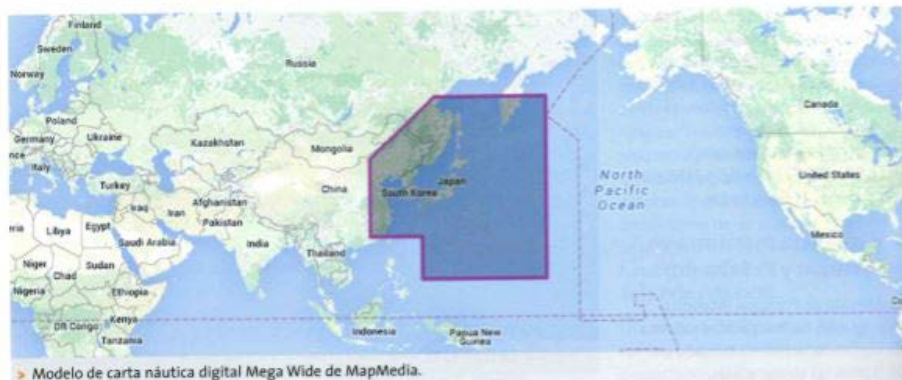 Finland
Sweden
Russia
Norway
Canada
Poland
Germany
Ukraine
Kazakhstan
Mongolia
Italy
United States
North
Pacific
Ocean
Turkey
China
South Korea
Japan
Afghanistan
Iraq
Iran
Pakistan
Libya
Egypt
Saudi Arabia
India
Mexico
Thailand
Niger
Chad
Sudan
Nigeria
Ethiopia
DR Congo
Kenya
Indonesia
Papua New
Guinea
Tanzania
> Modelo de carta náutica digital Mega Wide de MapMedia.